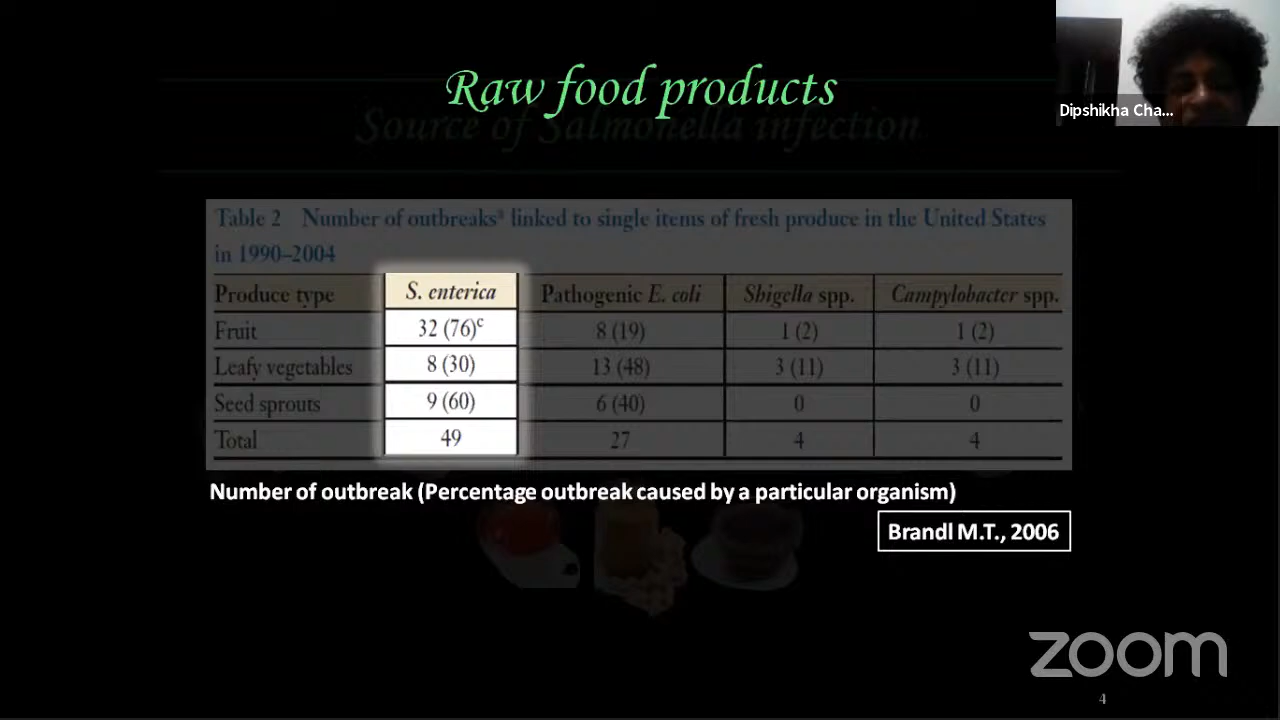 Raw food products
Source of Salmonella infection
Dipshikha Cha...
Table 2 Number of outbreaksᵃ linked to single items of fresh produce in the United States
in 1990–2004
Produce type S. enterica Pathogenic E. coli Shigella spp. Campylobacter spp.
Fruit 32 (76)ᶜ 8 (19) 1 (2) 1 (2)
Leafy vegetables 8 (30) 13 (48) 3 (11) 3 (11)
Seed sprouts 9 (60) 6 (40) 0 0
Total 49 27 4 4
Number of outbreak (Percentage outbreak caused by a particular organism)
Brandl M.T., 2006
zoom
4